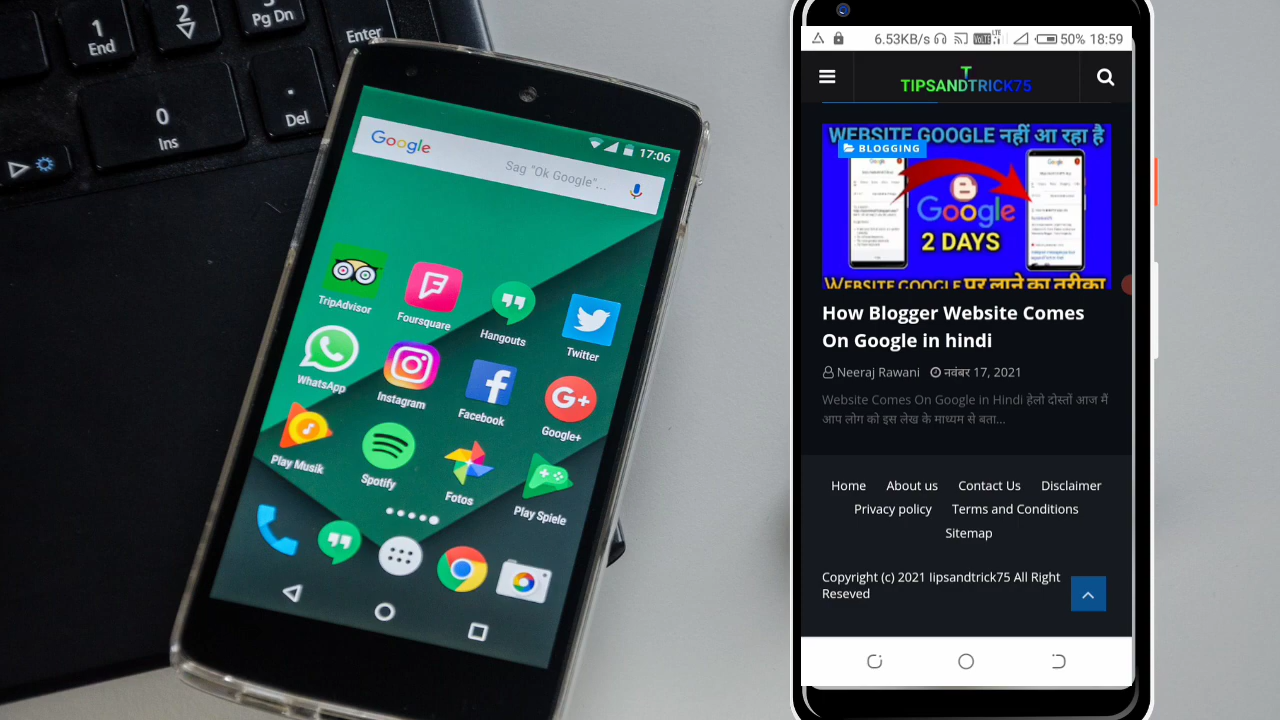 1
End
2
3
Pg Dn
Enter
0
Ins
.
Del
17:06
Google
Sag "Ok Google"...
TripAdvisor
Foursquare
Hangouts
Twitter
WhatsApp
Instagram
Facebook
G+
Google+
Play Musik
Spotify
Fotos
Play Spiele
6.53KB/s VoLTE LTE 50% 18:59
T
TIPSANDTRICK75
WEBSITE GOOGLE नहीं आ रहा है
BLOGGING
Google
2 DAYS
WEBSITE GOOGLE पर लाने का तरीका
How Blogger Website Comes
On Google in hindi
Neeraj Rawani नवंबर 17, 2021
Website Comes On Google in Hindi हेलो दोस्तों आज मैं
आप लोग को इस लेख के माध्यम से बता...
Home About us Contact Us Disclaimer
Privacy policy Terms and Conditions
Sitemap
Copyright (c) 2021 Iipsandtrick75 All Right
Reseved